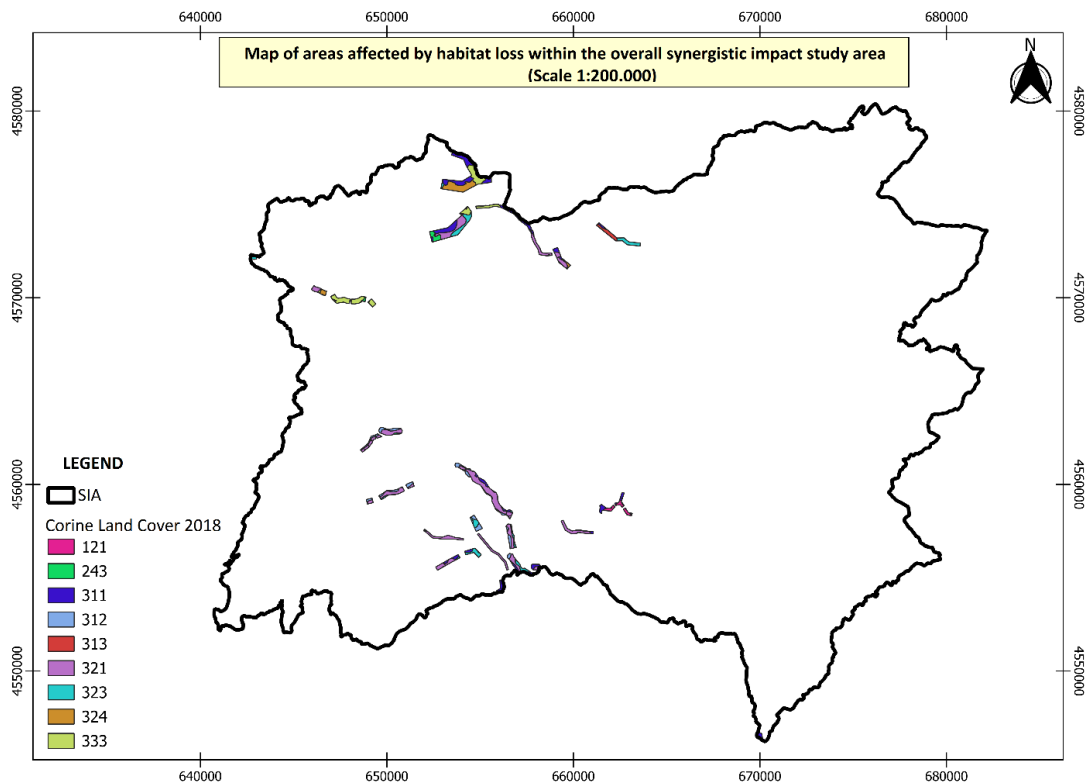 640000 650000 660000 670000 680000
Map of areas affected by habitat loss within the overall synergistic impact study area
(Scale 1:200.000)
N
4580000 4580000
4570000 4570000
4560000 4560000
4550000 4550000
LEGEND
SIA
Corine Land Cover 2018
121
243
311
312
313
321
323
324
333
640000 650000 660000 670000 680000